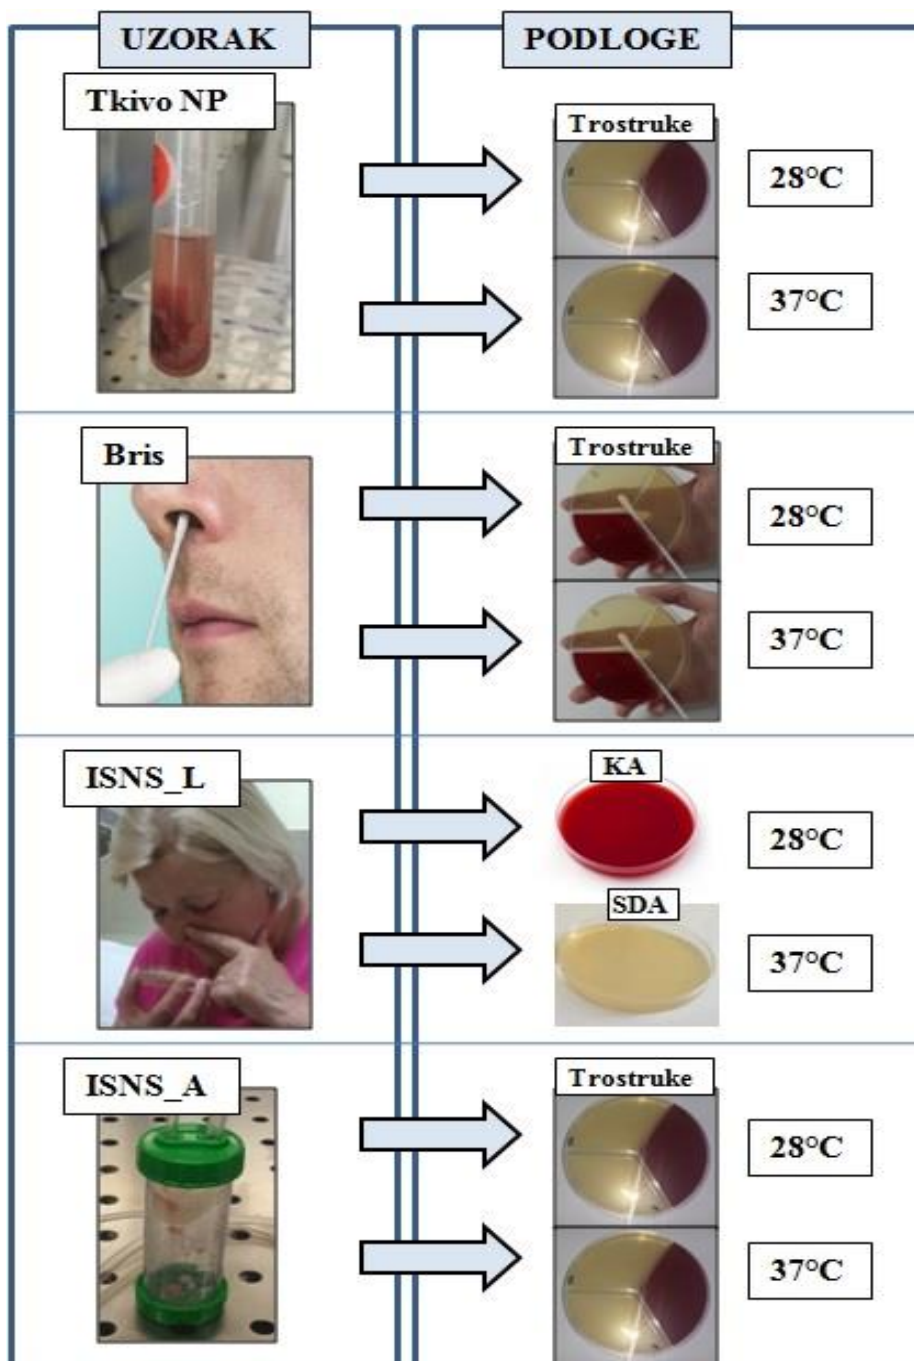 UZORAK
PODLOGE
Tkivo NP
Trostruke
28°C
37°C
Bris
Trostruke
28°C
37°C
ISNS_L
KA
28°C
SDA
37°C
ISNS_A
Trostruke
28°C
37°C